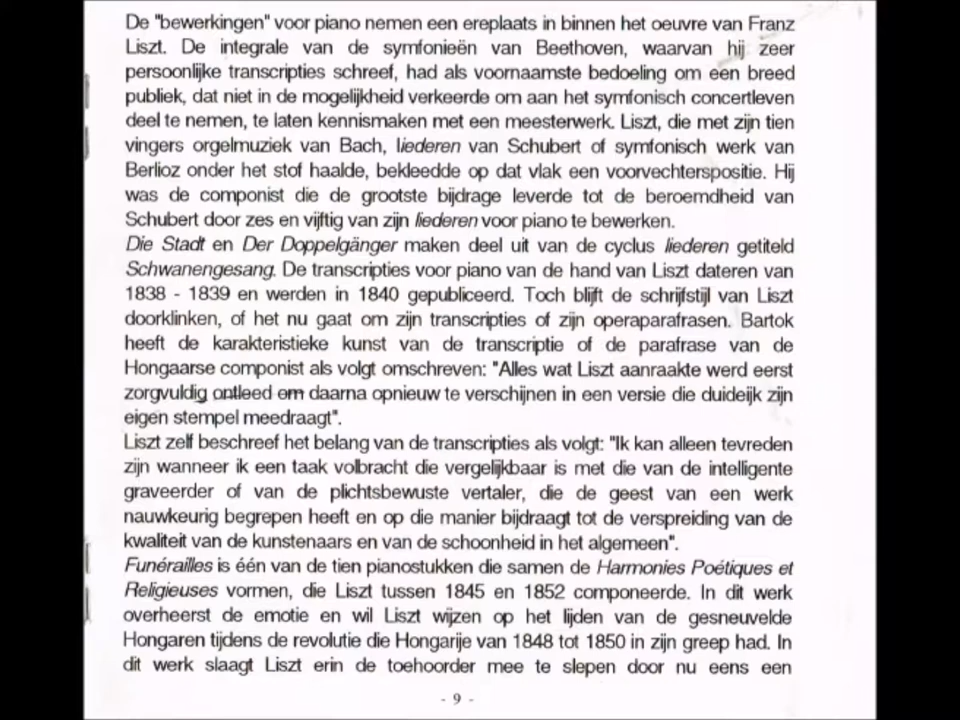 De "bewerkingen" voor piano nemen een ereplaats in binnen het oeuvre van Franz
Liszt. De integrale van de symfonieën van Beethoven, waarvan hij zeer
persoonlijke transcripties schreef, had als voornaamste bedoeling om een breed
publiek, dat niet in de mogelijkheid verkeerde om aan het symfonisch concertleven
deel te nemen, te laten kennismaken met een meesterwerk. Liszt, die met zijn tien
vingers orgelmuziek van Bach, liederen van Schubert of symfonisch werk van
Berlioz onder het stof haalde, bekleedde op dat vlak een voorvechterspositie. Hij
was de componist die de grootste bijdrage leverde tot de beroemdheid van
Schubert door zes en vijftig van zijn liederen voor piano te bewerken.
Die Stadt en Der Doppelgänger maken deel uit van de cyclus liederen getiteld
Schwanengesang. De transcripties voor piano van de hand van Liszt dateren van
1838 - 1839 en werden in 1840 gepubliceerd. Toch blijft de schrijfstijl van Liszt
doorklinken, of het nu gaat om zijn transcripties of zijn operaparafrasen. Bartok
heeft de karakteristieke kunst van de transcriptie of de parafrase van de
Hongaarse componist als volgt omschreven: "Alles wat Liszt aanraakte werd eerst
zorgvuldig ontleed om daarna opnieuw te verschijnen in een versie die duideijk zijn
eigen stempel meedraagt".
Liszt zelf beschreef het belang van de transcripties als volgt: "Ik kan alleen tevreden
zijn wanneer ik een taak volbracht die vergelijkbaar is met die van de intelligente
graveerder of van de plichtsbewuste vertaler, die de geest van een werk
nauwkeurig begrepen heeft en op die manier bijdraagt tot de verspreiding van de
kwaliteit van de kunstenaars en van de schoonheid in het algemeen".
Funérailles is één van de tien pianostukken die samen de Harmonies Poétiques et
Religieuses vormen, die Liszt tussen 1845 en 1852 componeerde. In dit werk
overheerst de emotie en wil Liszt wijzen op het lijden van de gesneuvelde
Hongaren tijdens de revolutie die Hongarije van 1848 tot 1850 in zijn greep had. In
dit werk slaagt Liszt erin de toehoorder mee te slepen door nu eens een
- 9 -